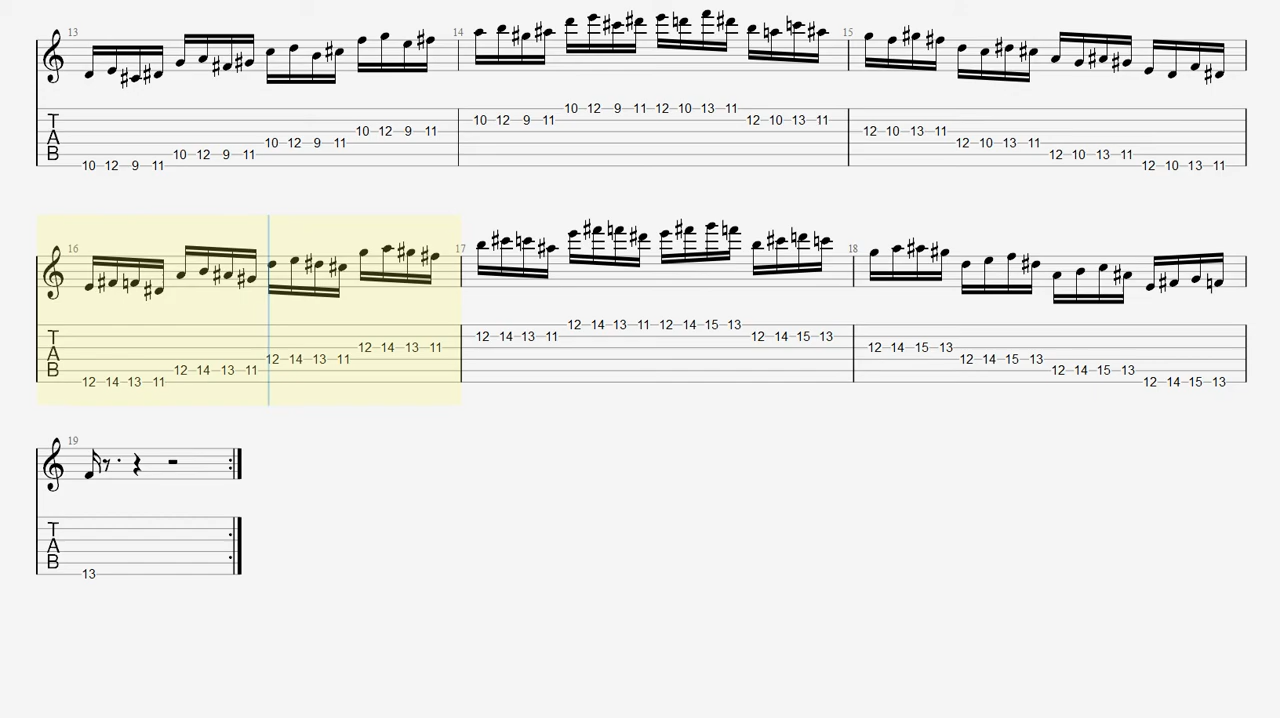 13 14 15
10 12 9 11 12 10 13 11
10 12 9 11 12 10 13 11
T 10 12 9 11 12 10 13 11
A 10 12 9 11 12 10 13 11
B 10 12 9 11 12 10 13 11
10 12 9 11 12 10 13 11
16 17 18
12 14 13 11 12 14 15 13
T 12 14 13 11 12 14 15 13
12 14 13 11 12 14 15 13
A 12 14 13 11 12 14 15 13
B 12 14 13 11 12 14 15 13
12 14 13 11 12 14 15 13
19
T
A
B
13